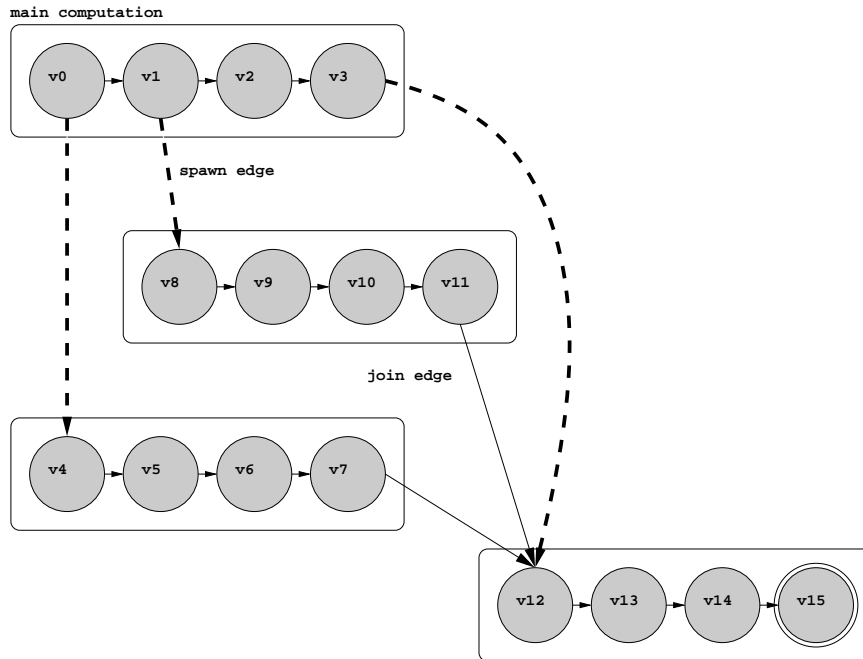 main computation
v0 v1 v2 v3
spawn edge
v8 v9 v10 v11
join edge
v4 v5 v6 v7
v12 v13 v14 v15